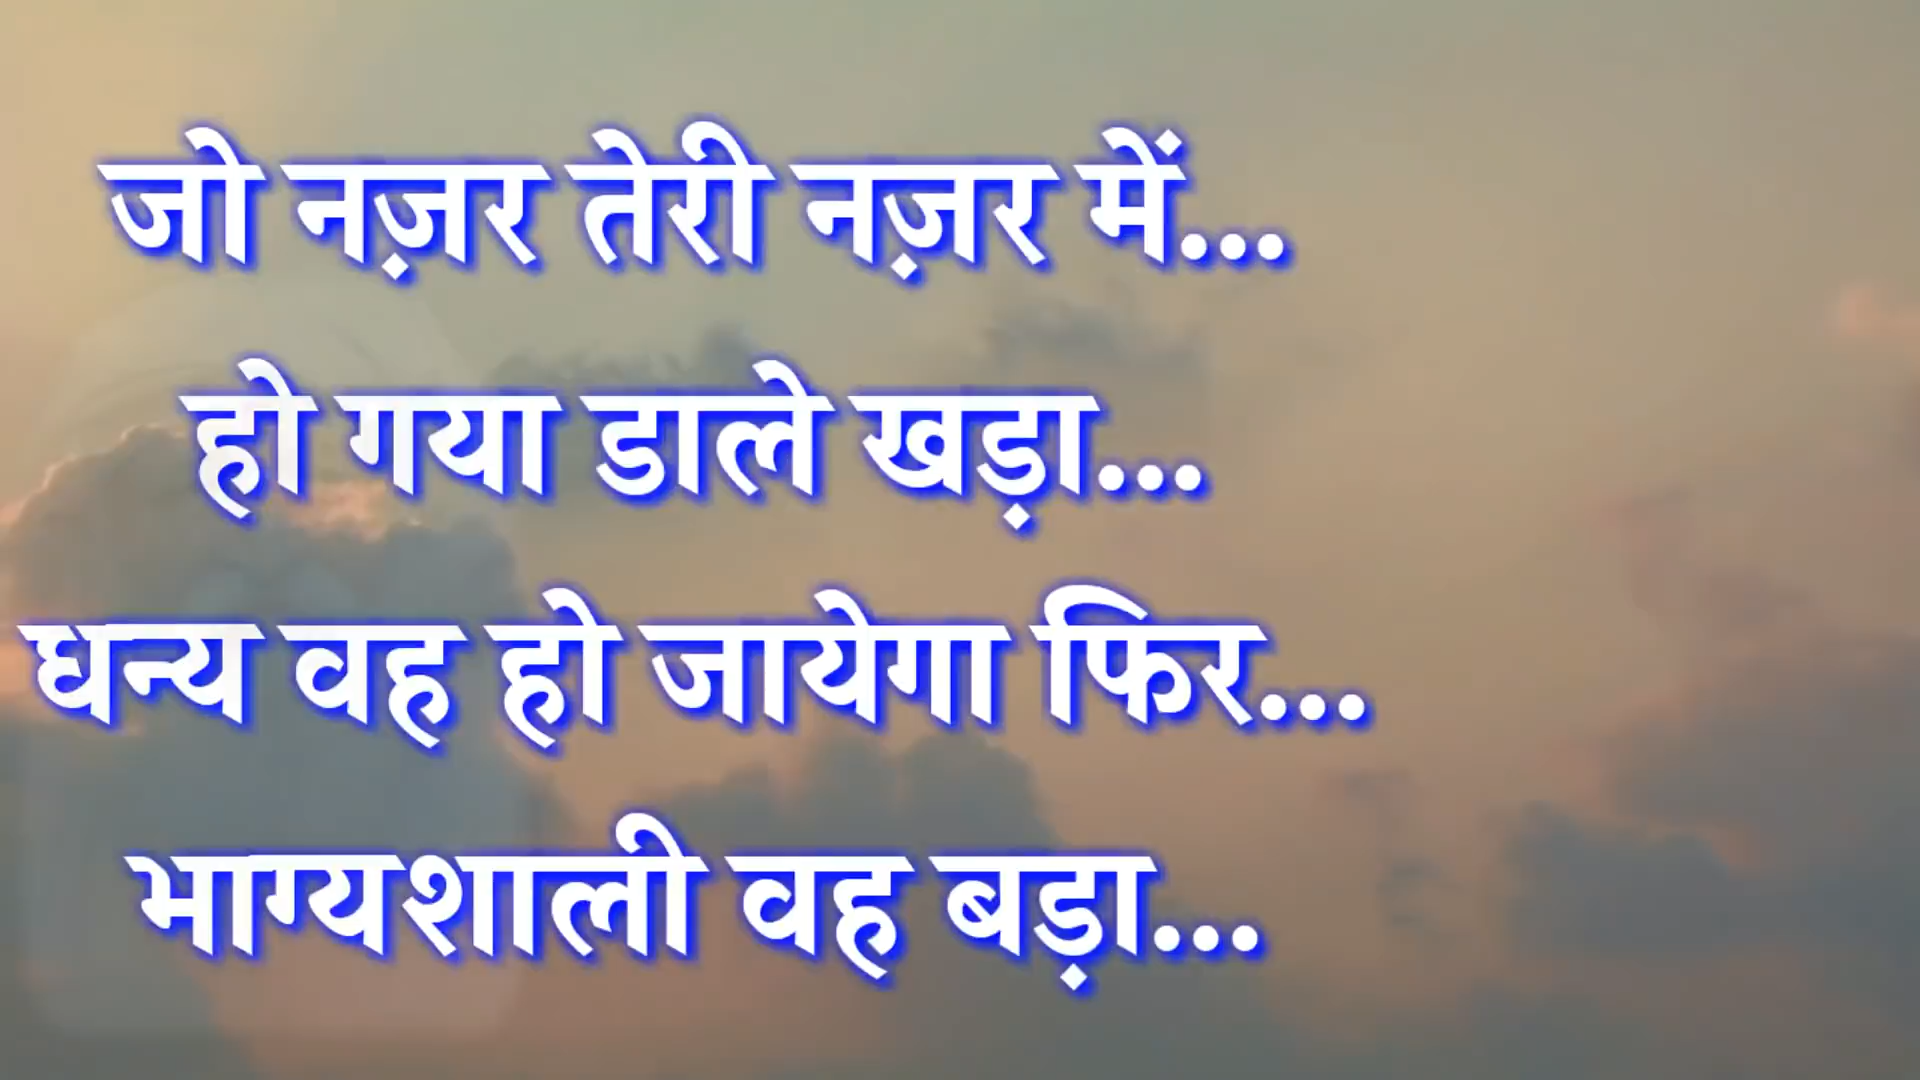 जो नज़र तेरी नज़र में...
हो गया डाले खड़ा...
धन्य वह हो जायेगा फिर...
भाग्यशाली वह बड़ा...